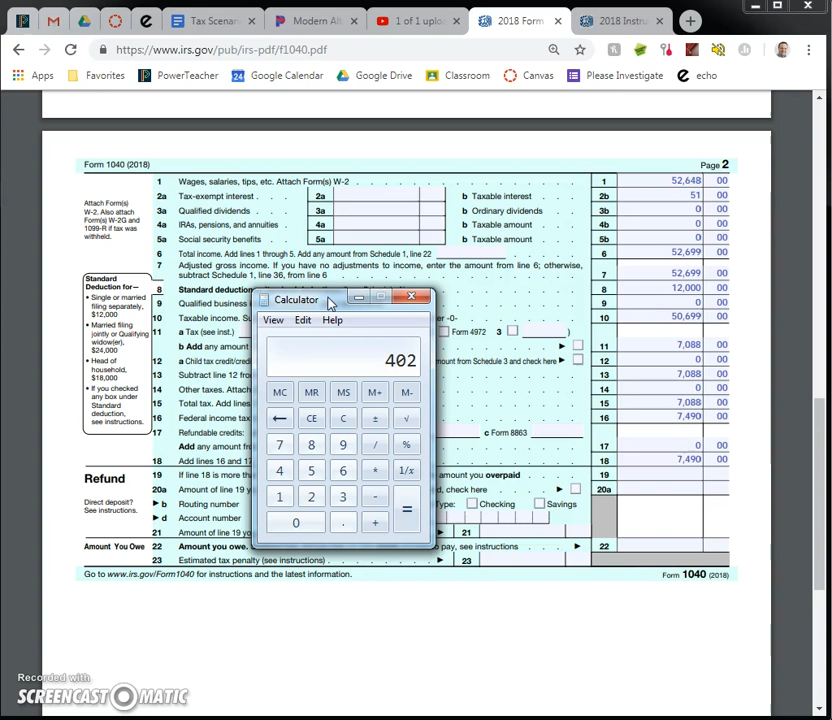 Tax Scenar
Modern Al
1 of 1 uplo
2018 Form
2018 Instru
https://www.irs.gov/pub/irs-pdf/f1040.pdf
Apps Favorites PowerTeacher Google Calendar Google Drive Classroom Canvas Please Investigate echo
Form 1040 (2018) Page 2
Attach Form(s)
W-2. Also attach
Form(s) W-2G and
1099-R if tax was
withheld.
1 Wages, salaries, tips, etc. Attach Form(s) W-2 1 52,648 00
2a Tax-exempt interest 2a b Taxable interest 2b 51 00
3a Qualified dividends 3a b Ordinary dividends 3b 0 00
4a IRAs, pensions, and annuities 4a b Taxable amount 4b 0 00
5a Social security benefits 5a b Taxable amount 5b 0 00
6 Total income. Add lines 1 through 5. Add any amount from Schedule 1, line 22 6 52,699 00
7 Adjusted gross income. If you have no adjustments to income, enter the amount from line 6; otherwise,
subtract Schedule 1, line 36, from line 6 7 52,699 00
Standard
Deduction for—
• Single or married
filing separately,
$12,000
• Married filing
jointly or Qualifying
widow(er),
$24,000
• Head of
household,
$18,000
• If you checked
any box under
Standard
deduction,
see instructions.
8 Standard deduction 8 12,000 00
9 Qualified business i 9 0 00
10 Taxable income. Su er -0- 10 50,699 00
11 a Tax (see inst.) Form 4972 3 )
b Add any 11 7,088 00
12 a Child tax credit/cred amount from Schedule 3 and check here 12 0 00
13 Subtract line 12 from 13 7,088 00
14 Other taxes. Attach 14 0 00
15 Total tax. Add lines 15 7,088 00
16 Federal income tax 16 7,490 00
17 Refundable credits: c Form 8863
Add any amount from 17 0 00
18 Add lines 16 and 17 18 7,490 00
Refund
19 If line 18 is more than amount you overpaid 19
20a Amount of line 19 yo d, check here 20a
Direct deposit?
See instructions.
b Routing number Type: Checking Savings
d Account number
21 Amount of line 19 yo 21
Amount You Owe 22 Amount you owe. o pay, see instructions 22
23 Estimated tax penalty (see instructions) 23
Go to www.irs.gov/Form1040 for instructions and the latest information. Form 1040 (2018)
Calculator
View Edit Help
402
MC MR MS M+ M-
← CE C ± √
7 8 9 / %
4 5 6 * 1/x
1 2 3 - =
0 . +
Recorded with
SCREENCAST MATIC